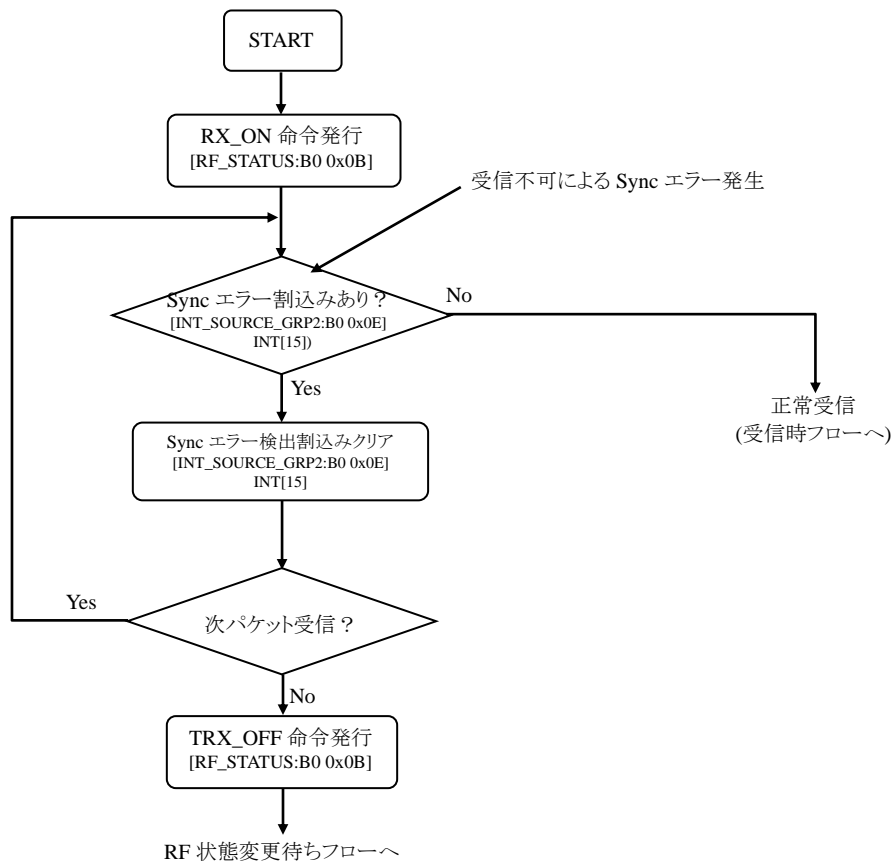 START
RX_ON 命令発行
[RF_STATUS:B0 0x0B]
受信不可による Sync エラー発生
Sync エラー割込みあり？
[INT_SOURCE_GRP2:B0 0x0E]
INT[15])
No
Yes
正常受信
(受信時フローへ)
Sync エラー検出割込みクリア
[INT_SOURCE_GRP2:B0 0x0E]
INT[15]
Yes
次パケット受信？
No
TRX_OFF 命令発行
[RF_STATUS:B0 0x0B]
RF 状態変更待ちフローへ